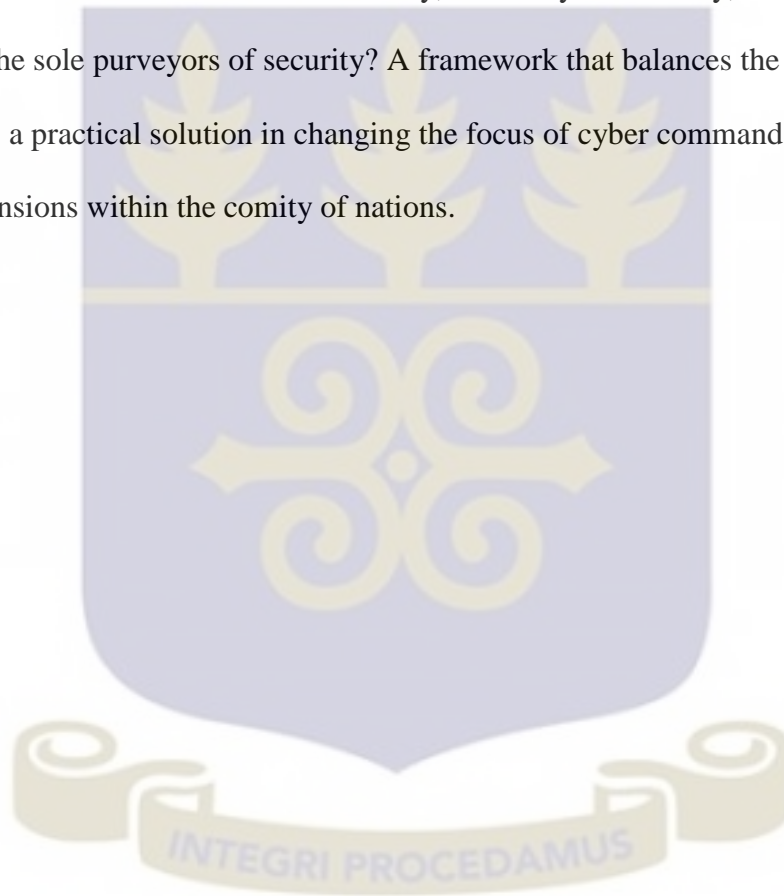 he sole purveyors of security? A framework that balances the
a practical solution in changing the focus of cyber command
nsions within the comity of nations.
INTEGRI PROCEDAMUS